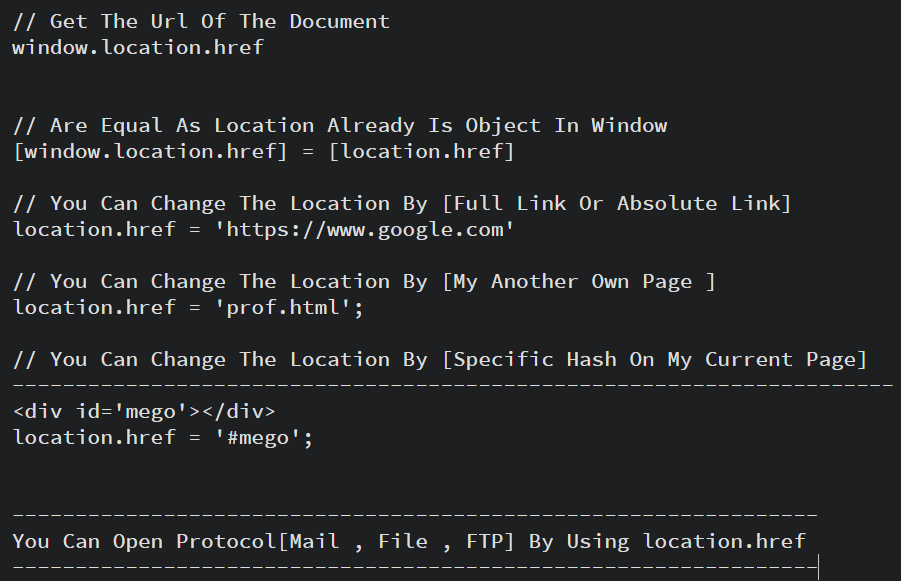 // Get The Url Of The Document
window.location.href
// Are Equal As Location Already Is Object In Window
[window.location.href] = [location.href]
// You Can Change The Location By [Full Link Or Absolute Link]
location.href = 'https://www.google.com'
// You Can Change The Location By [My Another Own Page ]
location.href = 'prof.html';
// You Can Change The Location By [Specific Hash On My Current Page]
----------------------------------------------------------------------
<div id='mego'></div>
location.href = '#mego';
----------------------------------------------------------------
You Can Open Protocol[Mail , File , FTP] By Using location.href
----------------------------------------------------------------